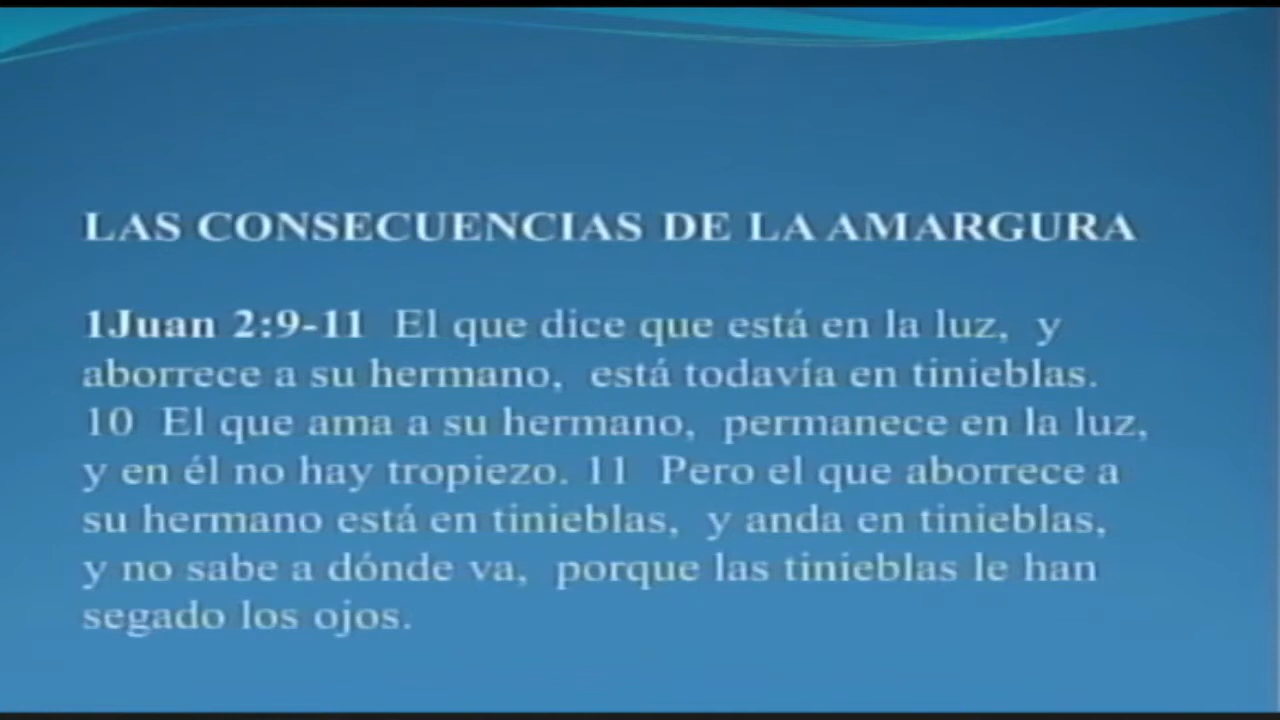 LAS CONSECUENCIAS DE LA AMARGURA
1Juan 2:9-11 El que dice que está en la luz, y
aborrece a su hermano, está todavía en tinieblas.
10 El que ama a su hermano, permanece en la luz,
y en él no hay tropiezo. 11 Pero el que aborrece a
su hermano está en tinieblas, y anda en tinieblas,
y no sabe a dónde va, porque las tinieblas le han
segado los ojos.